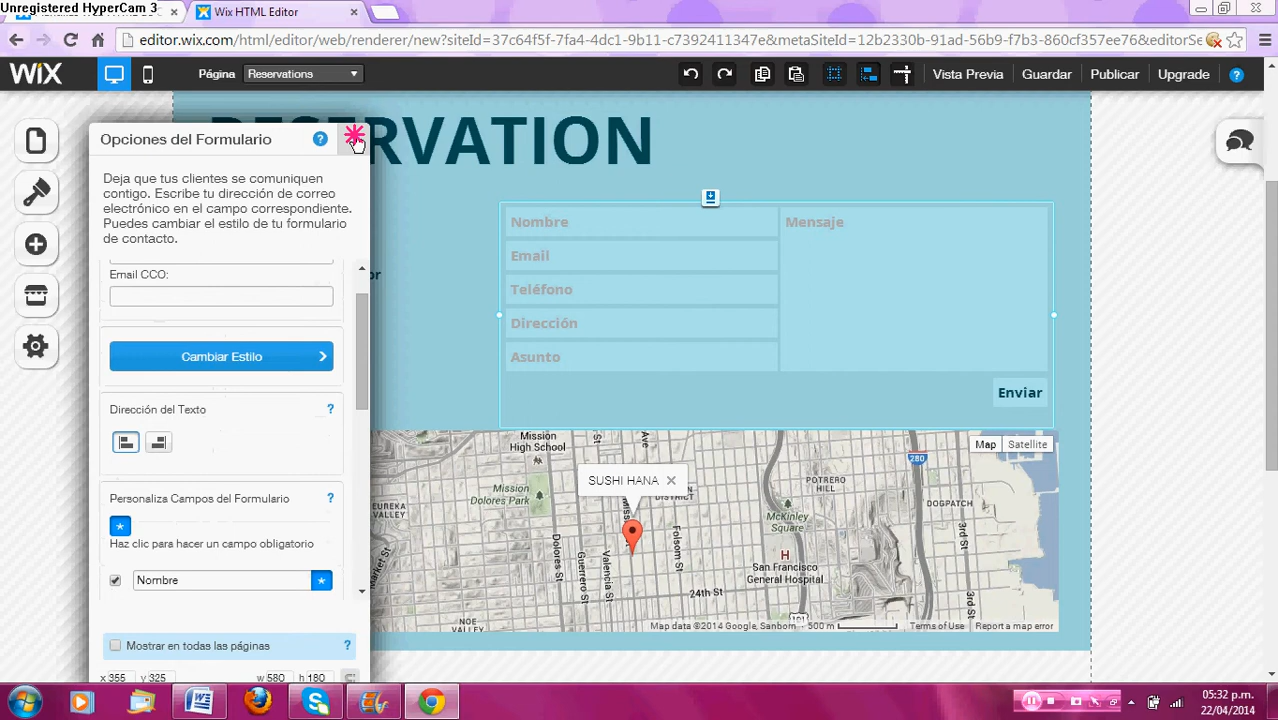 Unregistered HyperCam 3
Wix HTML Editor
editor.wix.com/html/editor/web/renderer/new?siteId=37c64f5f-7fa4-4dc1-9b11-c7392411347e&metaSiteId=12b2330b-91ad-56b9-f7b3-860cf357ee76&editorSe
WiX
Página
Reservations
Vista Previa
Guardar
Publicar
Upgrade
?
RVATION
Opciones del Formulario ?
Deja que tus clientes se comuniquen
contigo. Escribe tu dirección de correo
electrónico en el campo correspondiente.
Puedes cambiar el estilo de tu formulario
de contacto.
Email CCO:
Cambiar Estilo
Dirección del Texto ?
Personaliza Campos del Formulario ?
Haz clic para hacer un campo obligatorio
Nombre
Mostrar en todas las páginas ?
x 355 y 325 w 580 h 180
or
Nombre
Email
Teléfono
Dirección
Asunto
Mensaje
Enviar
Map Satellite
Mission
High School
Ave
280
SUSHI HANA
Mission
Dolores Park
EUREKA
VALLEY
POTRERO
HILL
DOGPATCH
McKinley
Square
H
San Francisco
General Hospital
Market St
Dolores St
Guerrero St
Valencia St
Folsom St
3rd St
3rd St
24th St
NOE
VALLEY
101
Map data ©2014 Google, Sanborn
500 m
Terms of Use
Report a map error
05:32 p.m.
22/04/2014